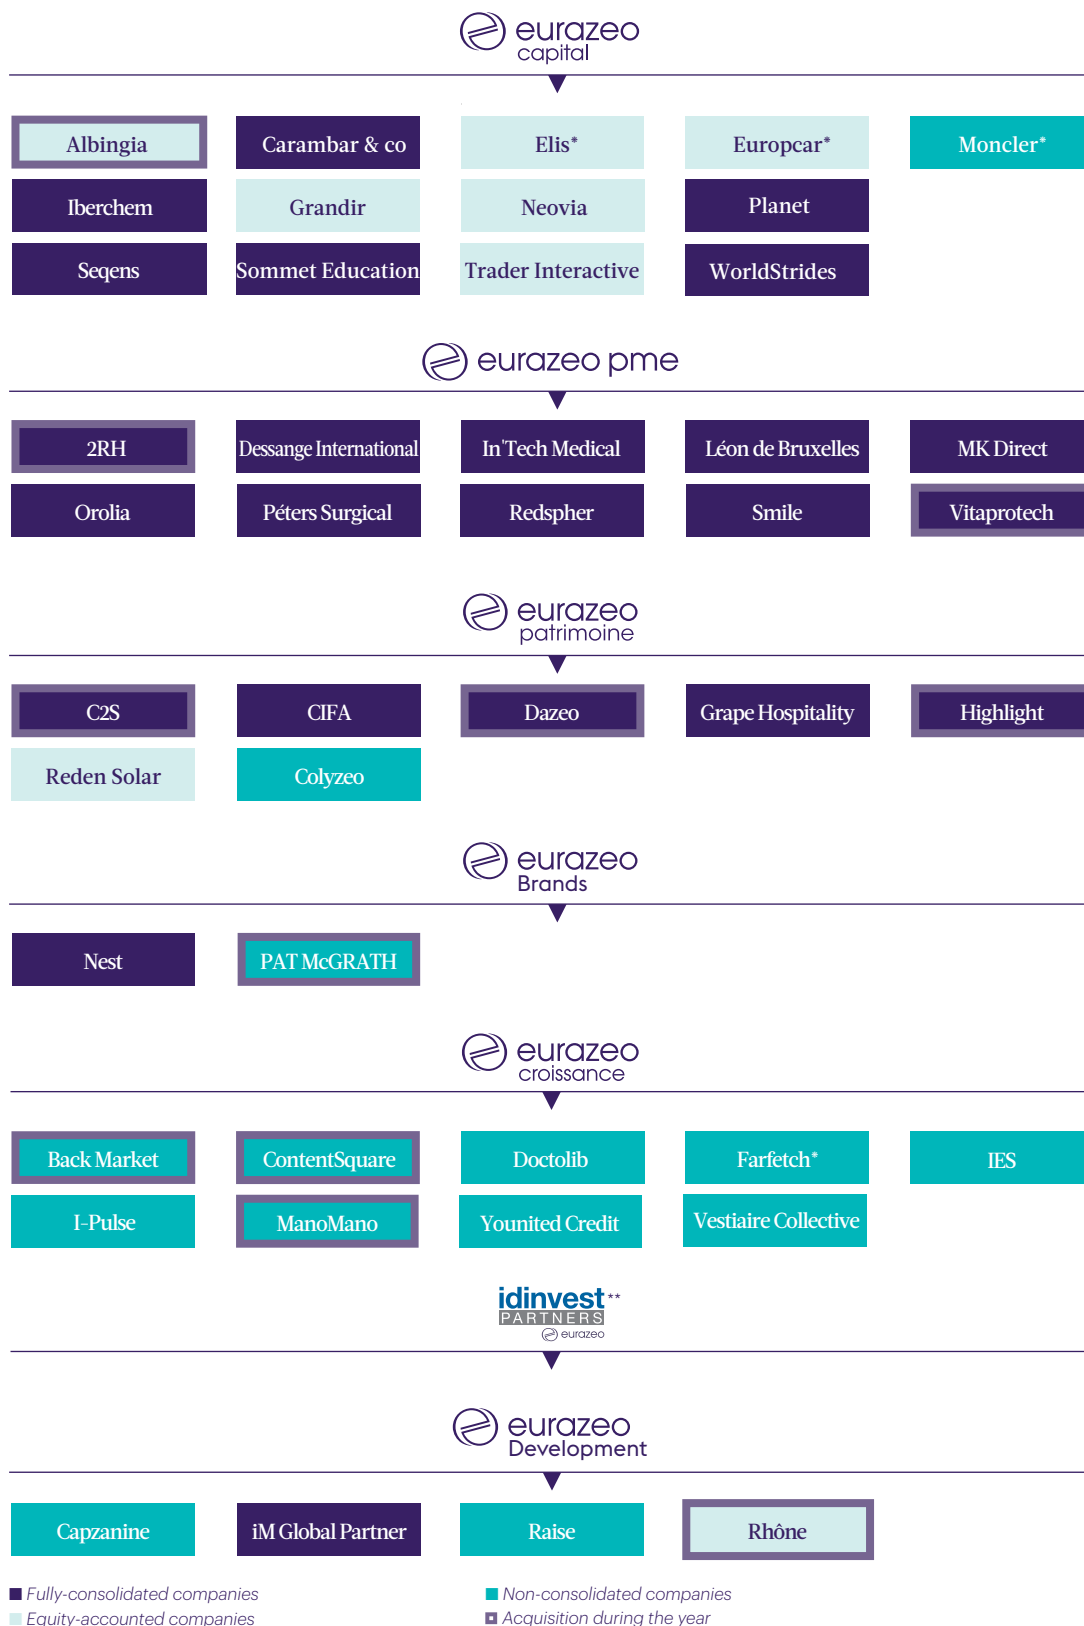 eurazeo
capital
Albingia
Carambar & co
Elis*
Europcar*
Moncler*
Iberchem
Grandir
Neovia
Planet
Seqens
Sommet Education
Trader Interactive
WorldStrides
eurazeo pme
2RH
Dessange International
In'Tech Medical
Léon de Bruxelles
MK Direct
Orolia
Péters Surgical
Redspher
Smile
Vitaprotech
eurazeo
patrimoine
C2S
CIFA
Dazeo
Grape Hospitality
Highlight
Reden Solar
Colyzeo
eurazeo
Brands
Nest
PAT McGRATH
eurazeo
croissance
Back Market
ContentSquare
Doctolib
Farfetch*
IES
I-Pulse
ManoMano
Younited Credit
Vestiaire Collective
idinvest **
PARTNERS
eurazeo
eurazeo
Development
Capzanine
iM Global Partner
Raise
Rhône
Fully-consolidated companies
Non-consolidated companies
Equity-accounted companies
Acquisition during the year